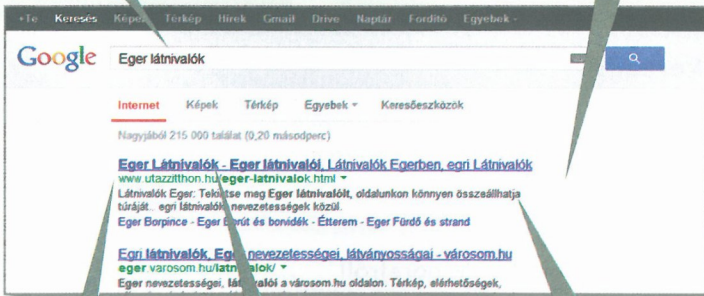 +Te Keresés Képek Térkép Hírek Gmail Drive Naptár Fordító Egyebek
Google Eger látnivalók
Internet Képek Térkép Egyebek Keresőeszközök
Nagyjából 215 000 találat (0,20 másodperc)
Eger Látnivalók - Eger látnivalói, Látnivalók Egerben, egri Látnivalók
www.utazzitthon.hu/eger-latnivalok.html
Látnivalók Eger: Tekintse meg Eger látnivalóit, oldalunkon könnyen összeállhatja
túráját.. egri látnivalók, nevezetességek közül.
Eger Borpince - Eger Borút és borvidék - Étterem - Eger Fürdő és strand
Egri látnivalók, Eger nevezetességei, látványosságai - városom.hu
eger.varosom.hu/latnivalok/
Eger nevezetességei, látnivalói a városom.hu oldalon. Térkép, elérhetőségek,